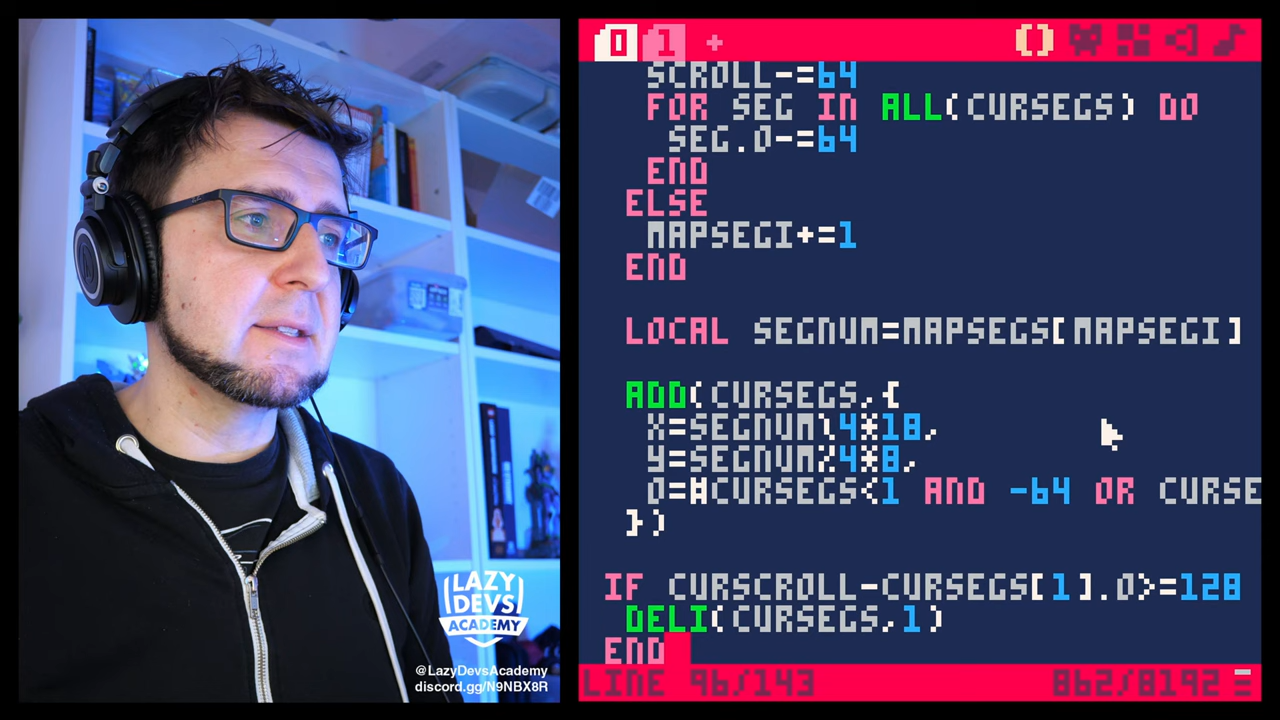 0 1 +
SCROLL-=64
FOR SEG IN ALL(CURSEGS) DO
SEG.O-=64
END
ELSE
MAPSEGI+=1
END
LOCAL SEGNUM=MAPSEGS[MAPSEGI]
ADD(CURSEGS,{
X=SEGNUM\4*18,
Y=SEGNUM%4*8,
O=#CURSEGS<1 AND -64 OR CURSE
})
IF CURSCROLL-CURSEGS[1].O>=128
DELI(CURSEGS,1)
END
LINE 96/143 862/8192
LAZY
DEVS
ACADEMY
@LazyDevsAcademy
discord.gg/N9NBX8R